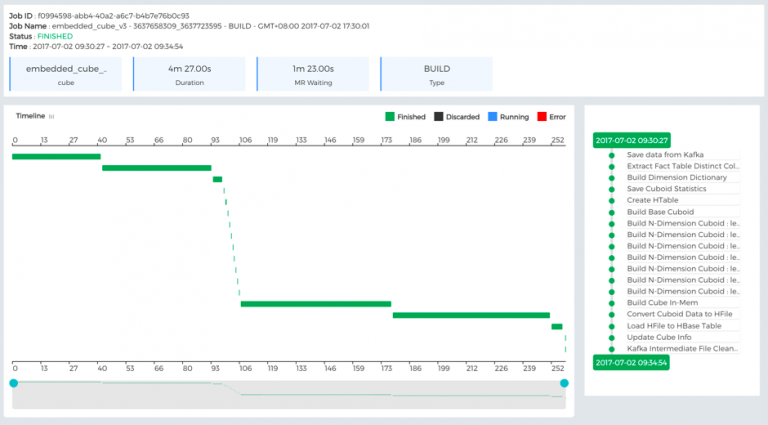 Job ID : f0994598-abb4-40a2-a6c7-b4b7e76b0c93
Job Name : embedded_cube_v3 - 3637658309_3637723595 - BUILD - GMT+08:00 2017-07-02 17:30:01
Status : FINISHED
Time : 2017-07-02 09:30:27 - 2017-07-02 09:34:54
embedded_cube_..
cube
4m 27.00s
Duration
1m 23.00s
MR Waiting
BUILD
Type
Timeline (s)
Finished
Discarded
Running
Error
0 13 27 40 53 67 80 93 106 120 133 146 160 173 186 199 212 226 239 252
0 13 27 40 53 67 80 93 106 120 133 146 160 173 186 199 212 226 239 252
2017-07-02 09:30:27
Save data from Kafka
Extract Fact Table Distinct Col...
Build Dimension Dictionary
Save Cuboid Statistics
Create HTable
Build Base Cuboid
Build N-Dimension Cuboid : le..
Build N-Dimension Cuboid : le..
Build N-Dimension Cuboid : le..
Build N-Dimension Cuboid : le..
Build N-Dimension Cuboid : le..
Build N-Dimension Cuboid : le..
Build N-Dimension Cuboid : le..
Build Cube In-Mem
Convert Cuboid Data to HFile
Load HFile to HBase Table
Update Cube Info
Kafka Intermediate File Clean..
2017-07-02 09:34:54